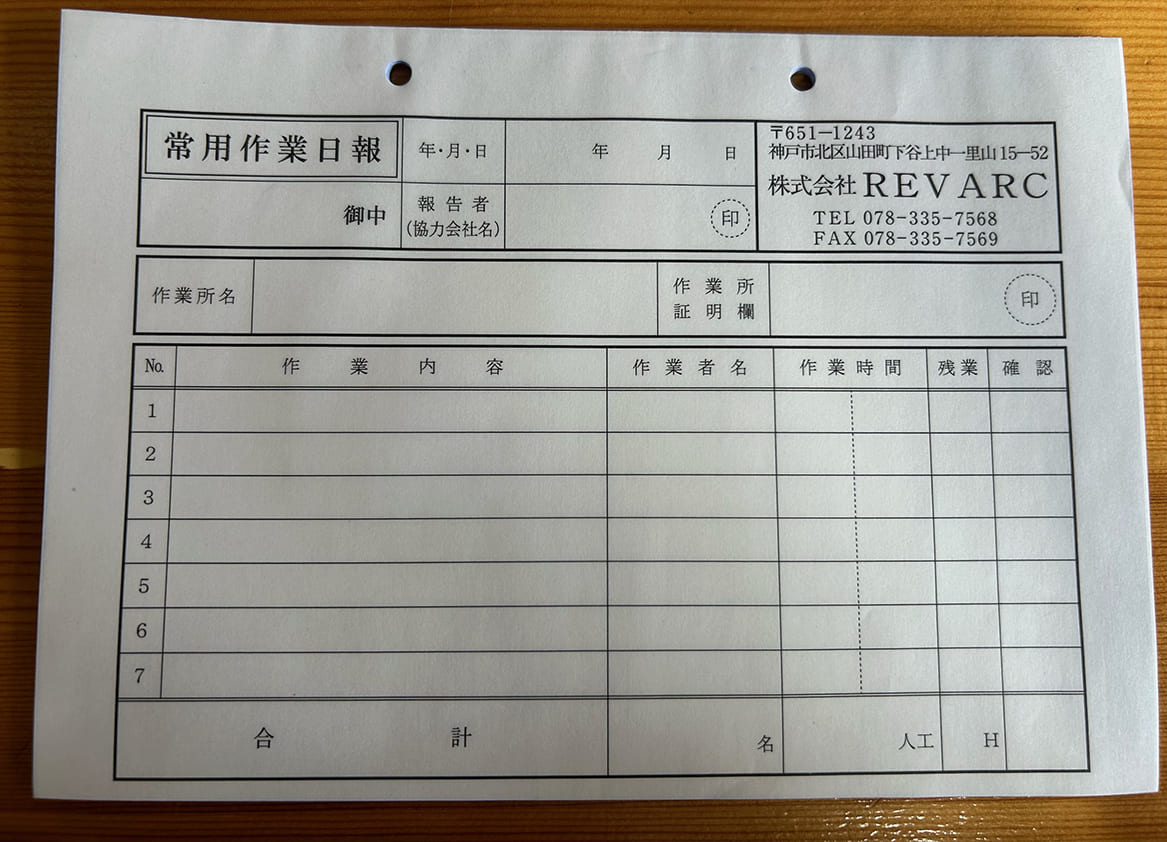 常用作業日報
年・月・日
年 月 日
〒651－1243
神戸市北区山田町下谷上中一里山15－52
株式会社 REVARC
TEL 078-335-7568
FAX 078-335-7569
御中
報告者
(協力会社名)
印
作業所名
作業所
証明欄
印
No. 作業内容 作業者名 作業時間 残業 確認
1
2
3
4
5
6
7
合計 名 人工 H